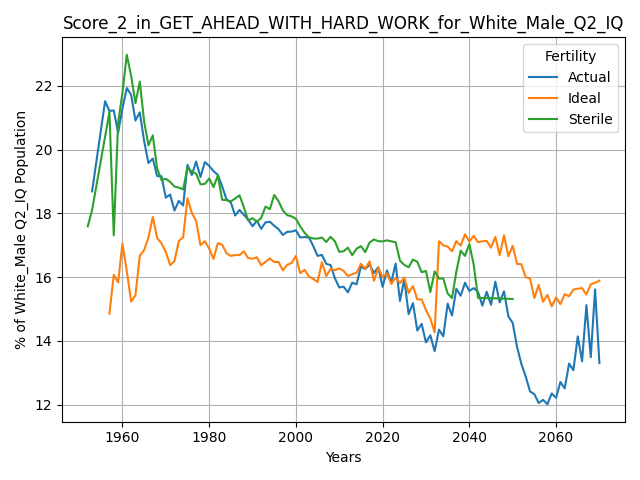 Score_2_in_GET_AHEAD_WITH_HARD_WORK_for_White_Male_Q2_IQ
Fertility
Actual
Ideal
Sterile
% of White_Male Q2_IQ Population
22
20
18
16
14
12
1960
1980
2000
2020
2040
2060
Years